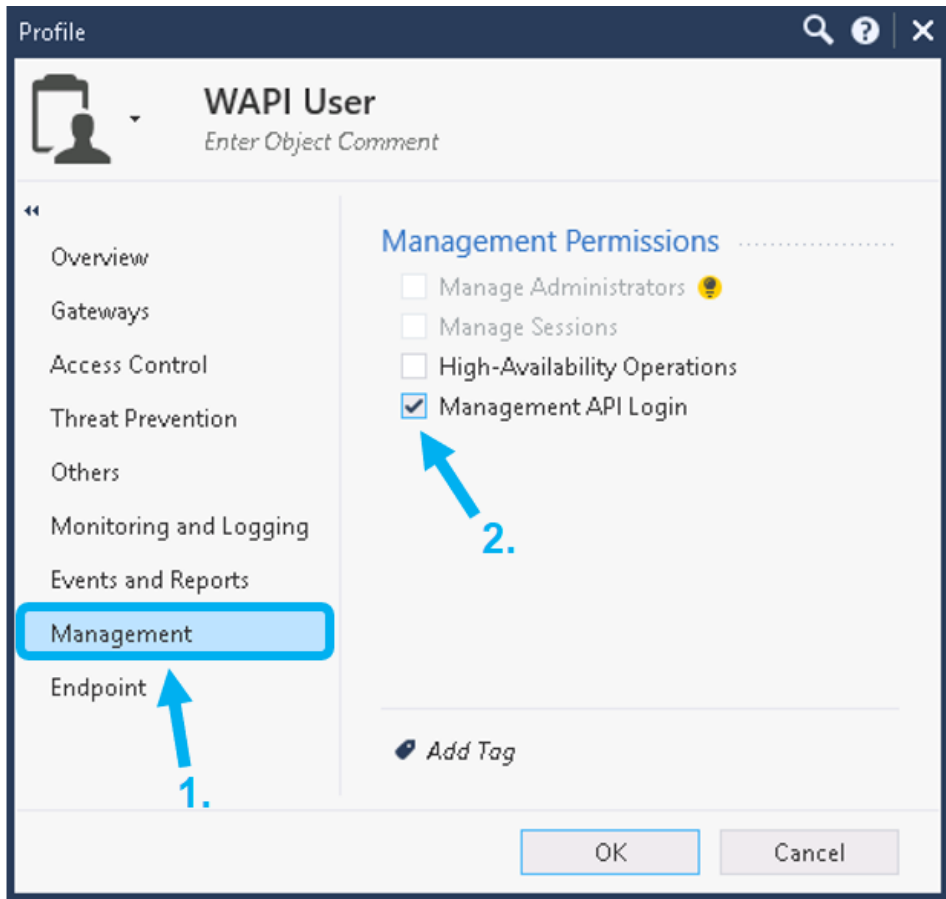 Profile
WAPI User
Enter Object Comment
Overview
Gateways
Access Control
Threat Prevention
Others
Monitoring and Logging
Events and Reports
Management
Endpoint
1.
Management Permissions
Manage Administrators
Manage Sessions
High-Availability Operations
Management API Login
2.
Add Tag
OK
Cancel